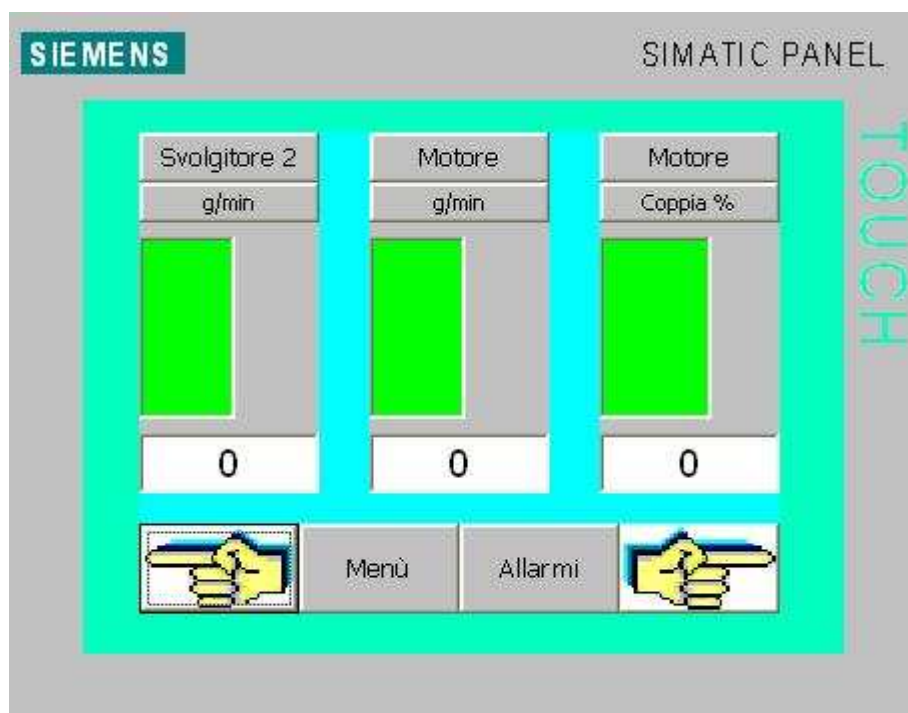 SIEMENS
SIMATIC PANEL
TOUCH
Svolgitore 2
Motore
Motore
g/min
g/min
Coppia %
0
0
0
Menù
Allarmi